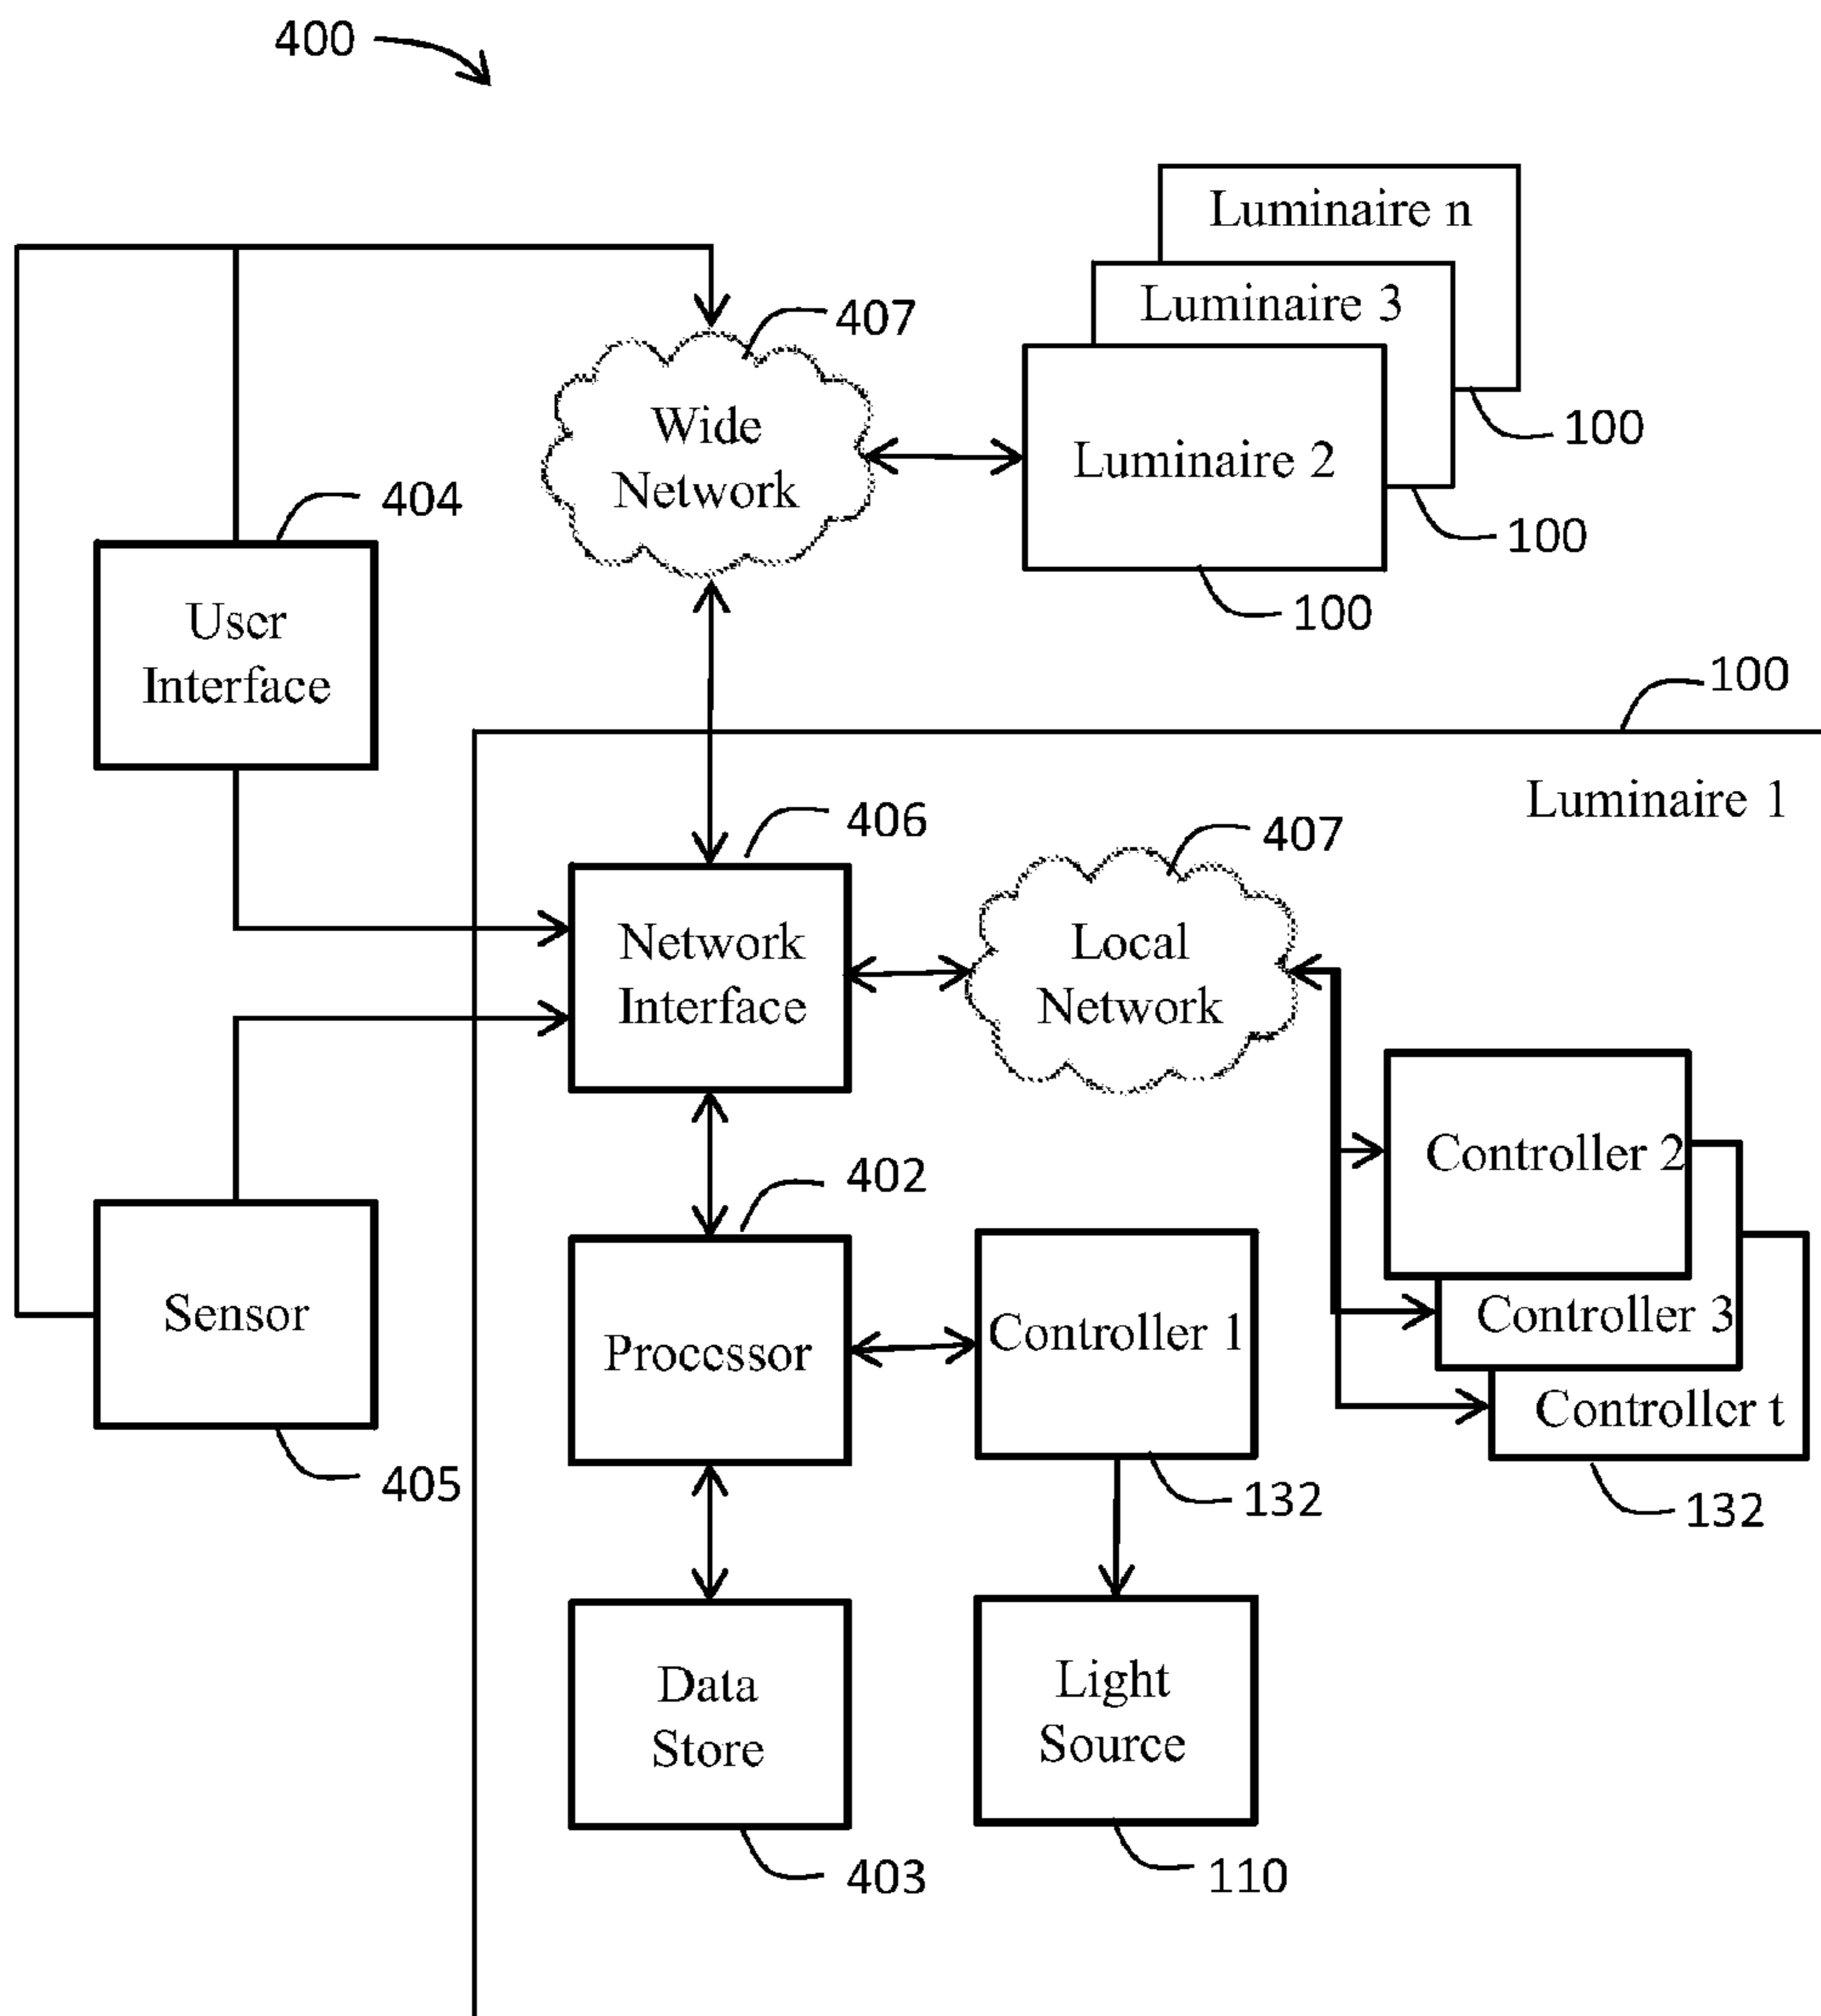 400
Luminaire n
Luminaire 3
Luminaire 2
100
100
100
407
Wide
Network
404
User
Interface
100
Luminaire 1
406
Network
Interface
407
Local
Network
Controller 2
Controller 3
Controller t
132
402
Processor
Controller 1
132
Sensor
405
Data
Store
403
Light
Source
110